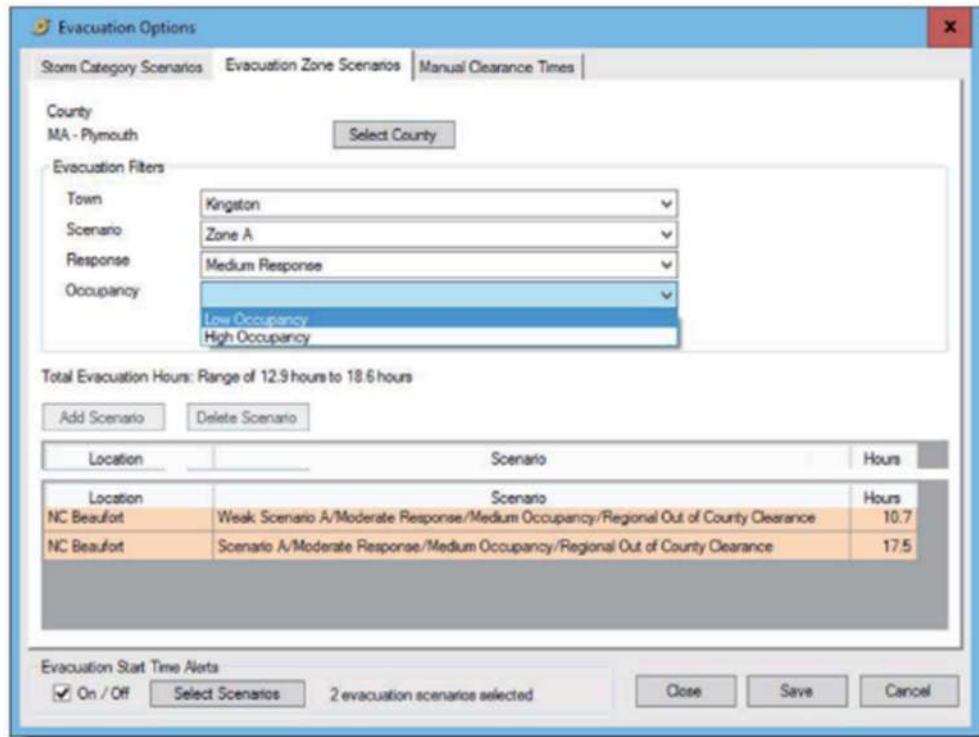 Evacuation Options
x
Storm Category Scenarios Evacuation Zone Scenarios Manual Clearance Times
County
MA - Plymouth Select County
Evacuation Filters
Town Kingston
Scenario Zone A
Response Medium Response
Occupancy
Low Occupancy
High Occupancy
Total Evacuation Hours: Range of 12.9 hours to 18.6 hours
Add Scenario Delete Scenario
Location Scenario Hours
Location Scenario Hours
NC Beaufort Weak Scenario A/Moderate Response/Medium Occupancy/Regional Out of County Clearance 10.7
NC Beaufort Scenario A/Moderate Response/Medium Occupancy/Regional Out of County Clearance 17.5
Evacuation Start Time Alerts
On / Off Select Scenarios 2 evacuation scenarios selected Close Save Cancel